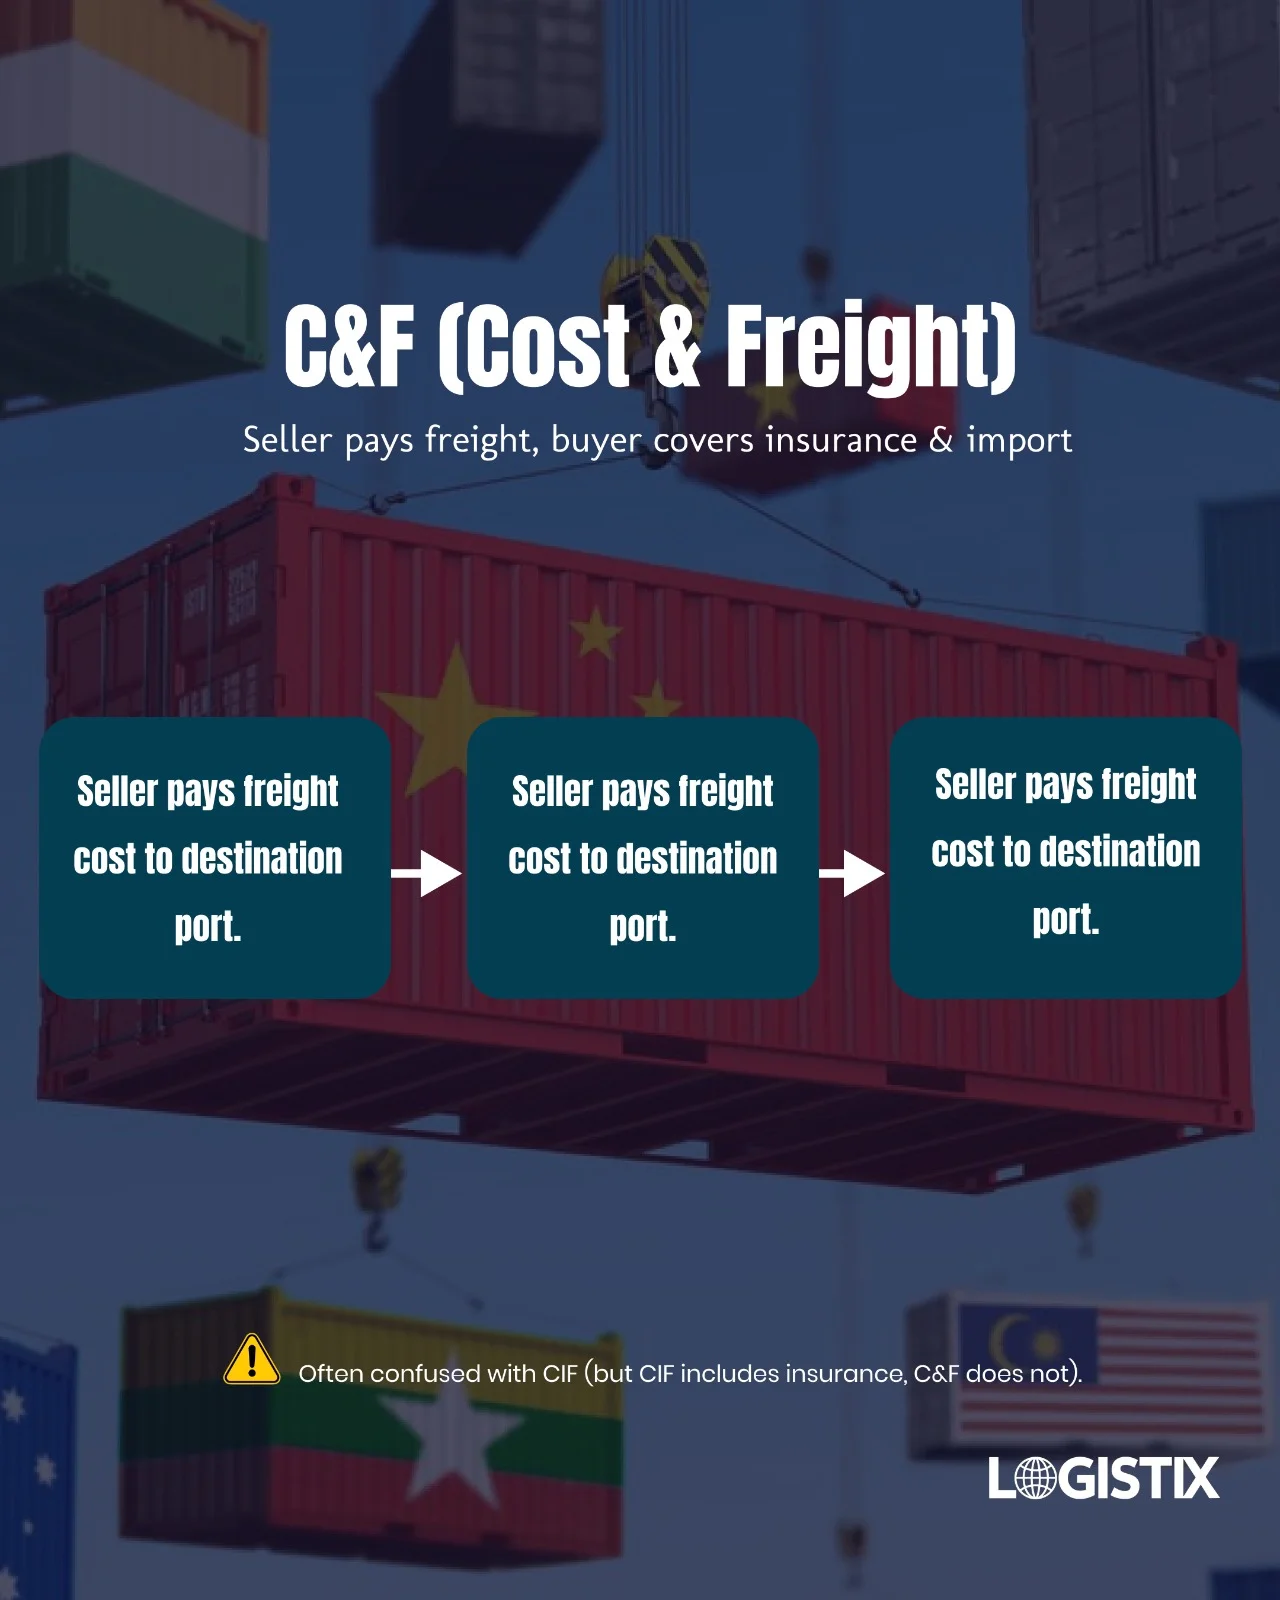 C&F (Cost & Freight)
Seller pays freight, buyer covers insurance & import
Seller pays freight
cost to destination
port.
Seller pays freight
cost to destination
port.
Seller pays freight
cost to destination
port.
Often confused with CIF (but CIF includes insurance, C&F does not).
LOGISTIX